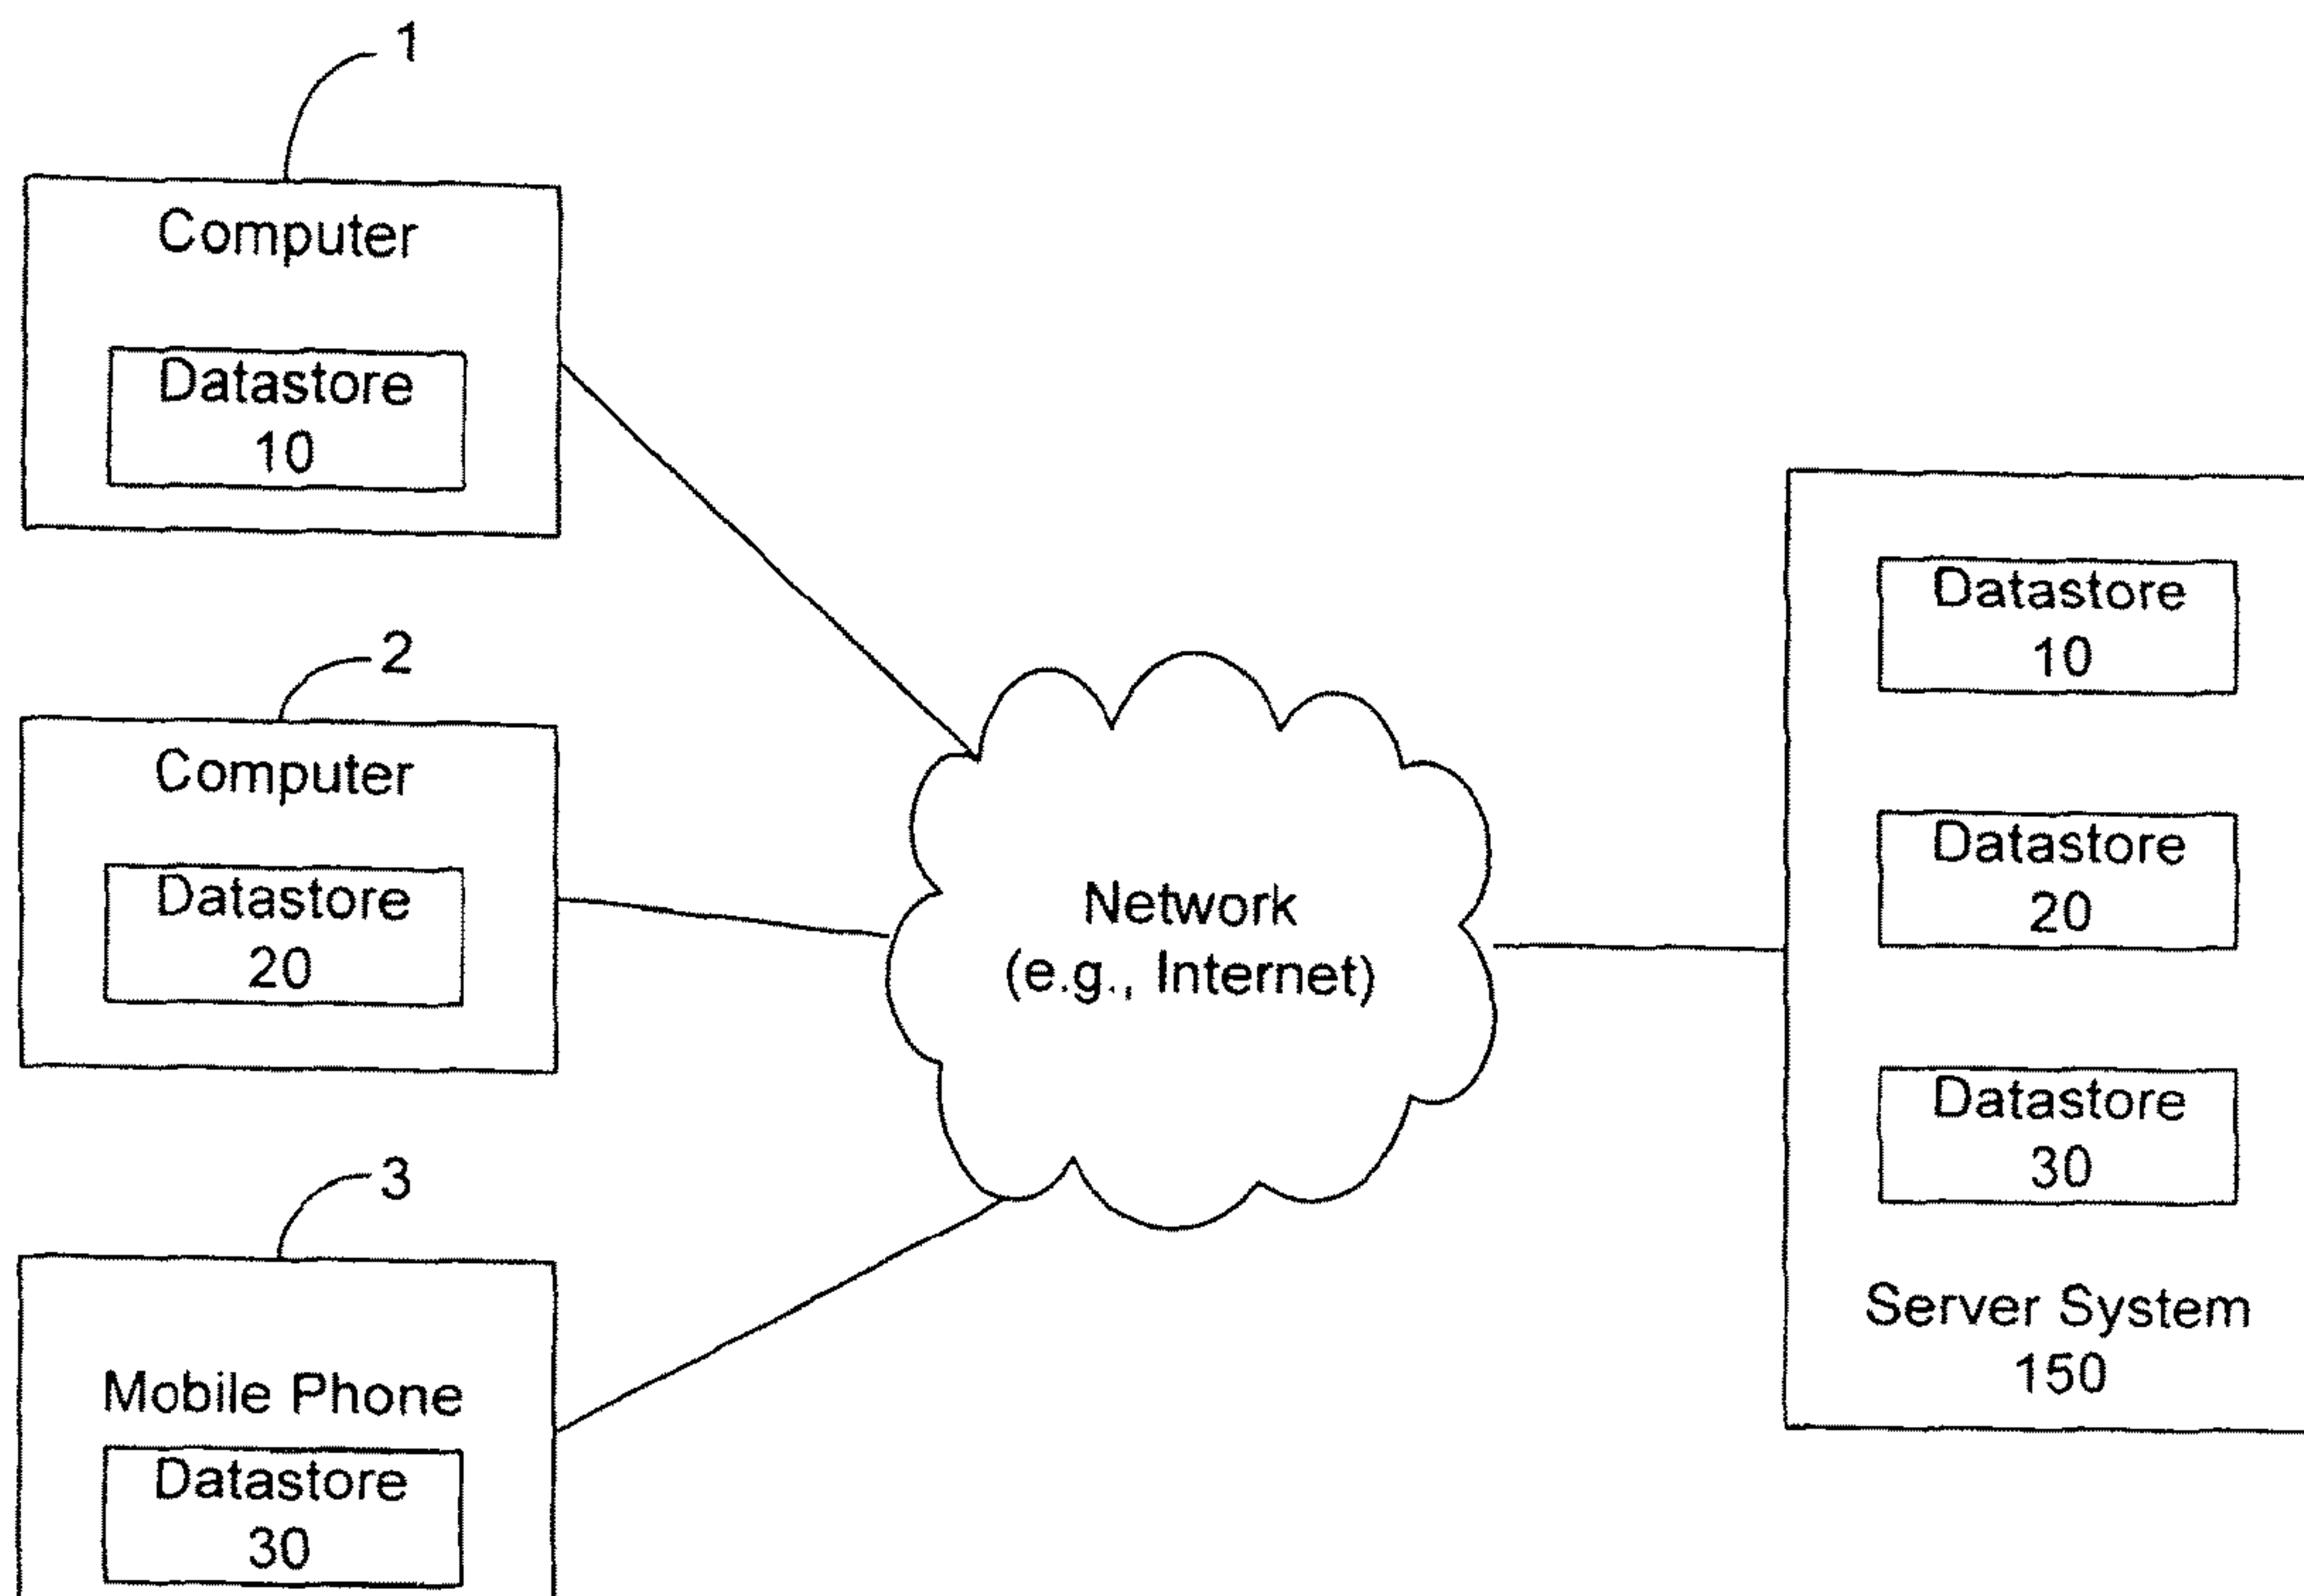 1
Computer
Datastore
10
2
Computer
Datastore
20
3
Mobile Phone
Datastore
30
Network
(e.g., Internet)
Datastore
10
Datastore
20
Datastore
30
Server System
150